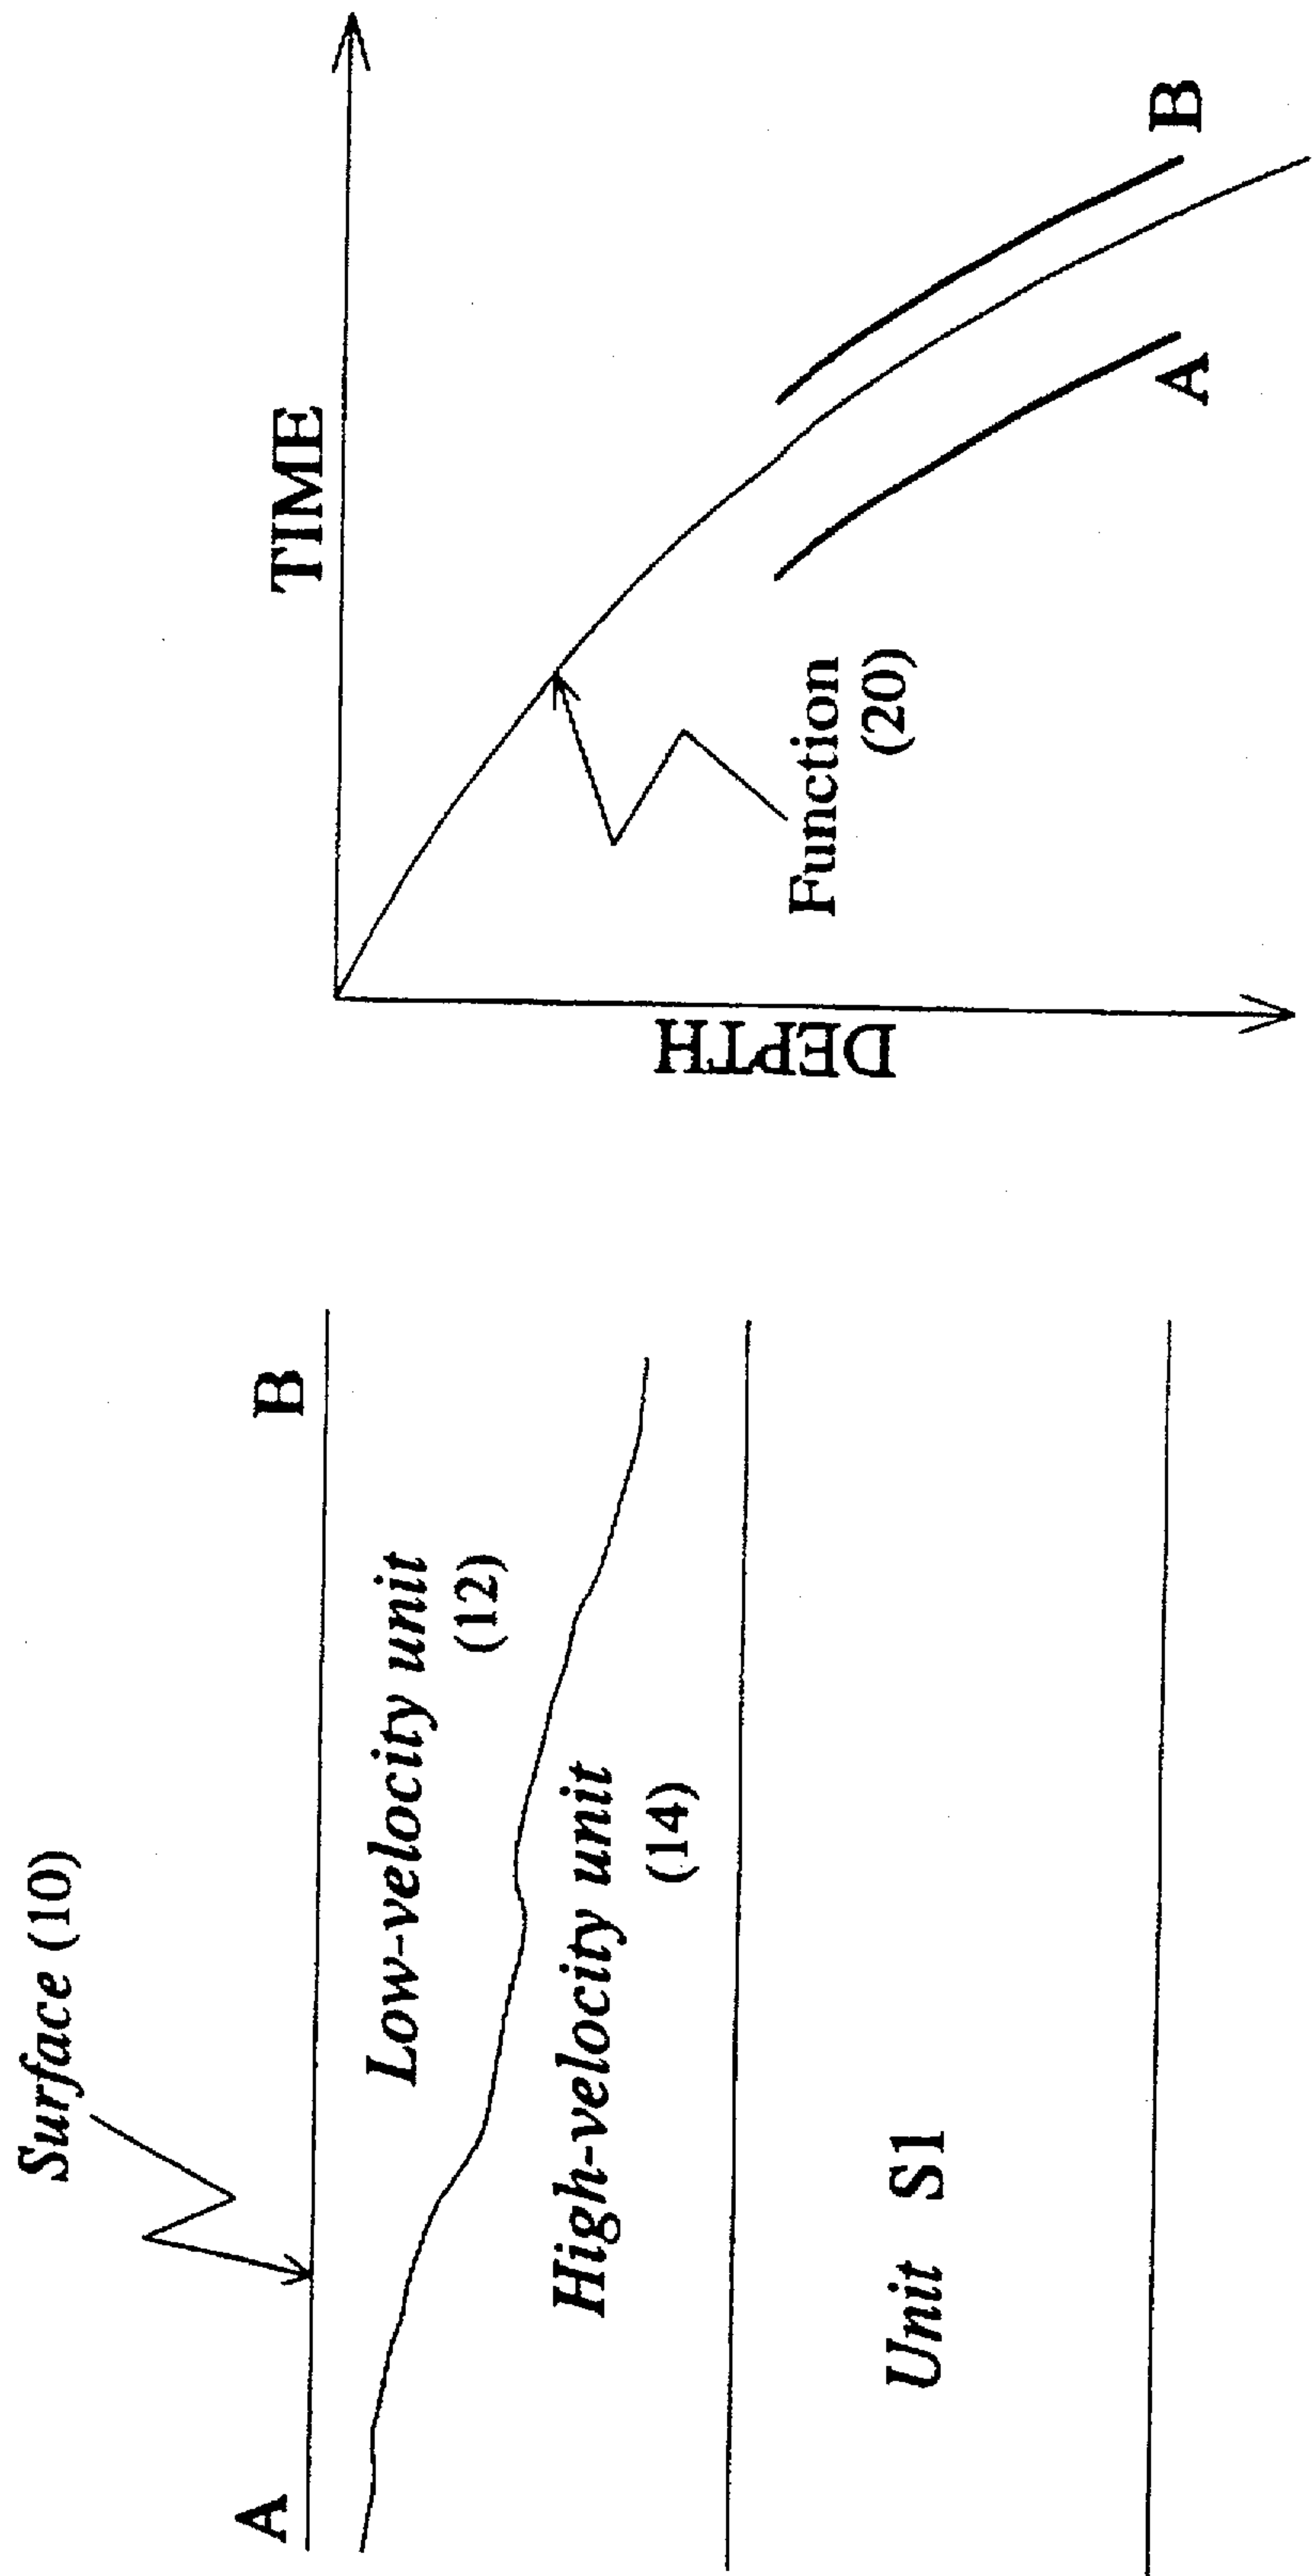 Surface (10)
A
B
Low-velocity unit
(12)
High-velocity unit
(14)
Unit S1
TIME
DEPTH
Function
(20)
A
B